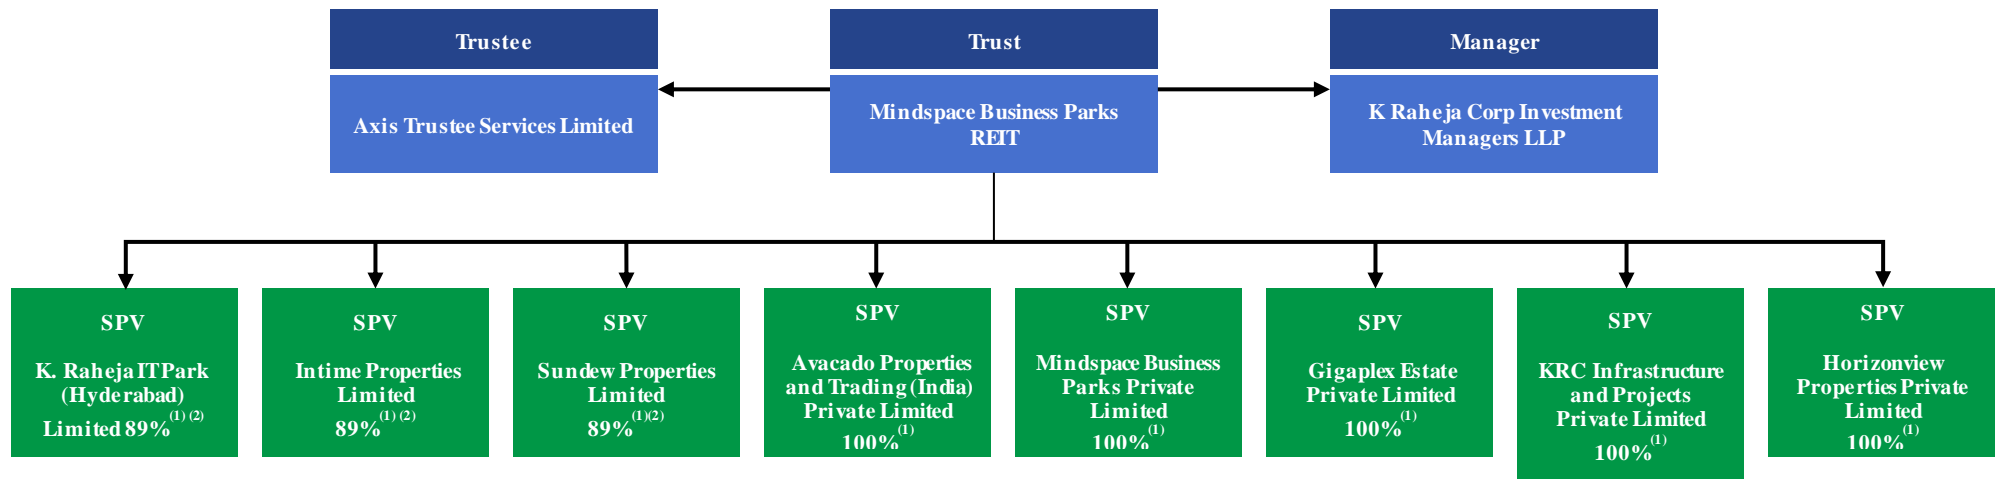 Trustee
Axis Trustee Services Limited
Trust
Mindspace Business Parks
REIT
Manager
K Raheja Corp Investment
Managers LLP
SPV
K. Raheja IT Park
(Hyderabad)
Limited 89%(1) (2)
SPV
Intime Properties
Limited
89%(1) (2)
SPV
Sundew Properties
Limited
89%(1)(2)
SPV
Avacado Properties
and Trading (India)
Private Limited
100%(1)
SPV
Mindspace Business
Parks Private
Limited
100%(1)
SPV
Gigaplex Estate
Private Limited
100%(1)
SPV
KRC Infrastructure
and Projects
Private Limited
100%(1)
SPV
Horizonview
Properties Private
Limited
100%(1)